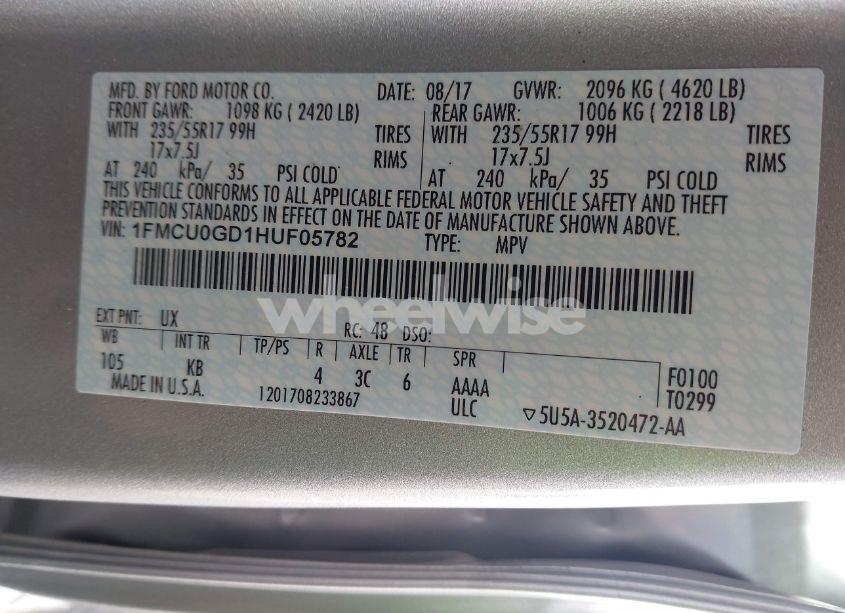 MFD. BY FORD MOTOR CO. DATE: 08/17 GVWR: 2096 KG ( 4620 LB)
FRONT GAWR: 1098 KG ( 2420 LB) REAR GAWR: 1006 KG ( 2218 LB)
WITH 235/55R17 99H TIRES WITH 235/55R17 99H TIRES
17x7.5J RIMS 17x7.5J RIMS
AT 240 kPa/ 35 PSI COLD AT 240 kPa/ 35 PSI COLD
THIS VEHICLE CONFORMS TO ALL APPLICABLE FEDERAL MOTOR VEHICLE SAFETY AND THEFT
PREVENTION STANDARDS IN EFFECT ON THE DATE OF MANUFACTURE SHOWN ABOVE.
VIN: 1FMCU0GD1HUF05782 TYPE: MPV
wheelwise
EXT PNT: UX RC: 48 DSO:
WB INT TR TP/PS R AXLE TR SPR
105 KB 4 3C 6 AAAA F0100
MADE IN U.S.A. 1201708233867 ULC T0299
▽5U5A-3520472-AA